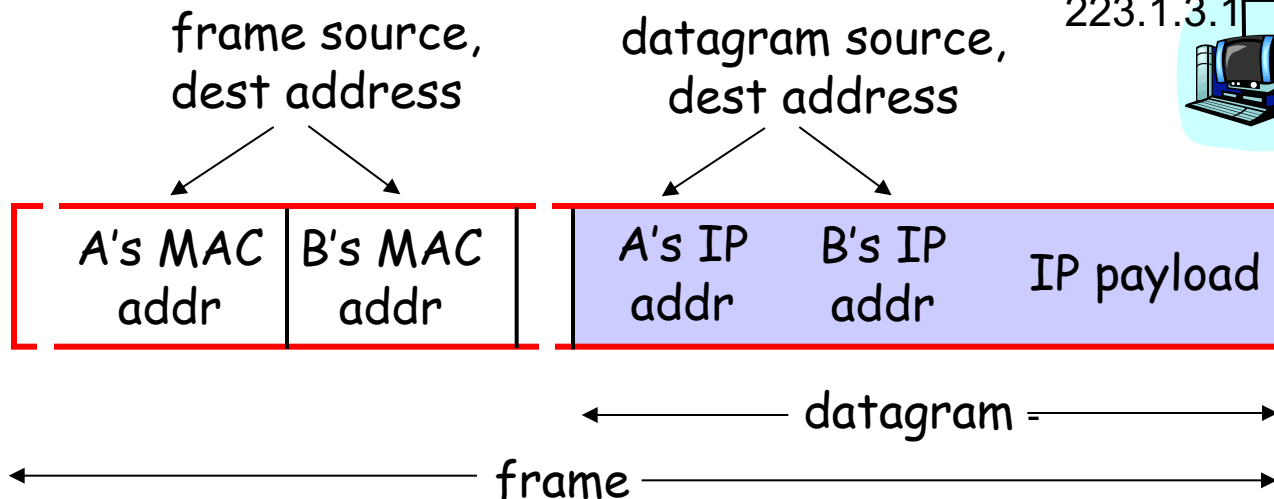 frame source,
dest address
datagram source,
dest address
223.1.3.1
A's MAC
addr
B's MAC
addr
A's IP
addr
B's IP
addr
IP payload
datagram -
frame